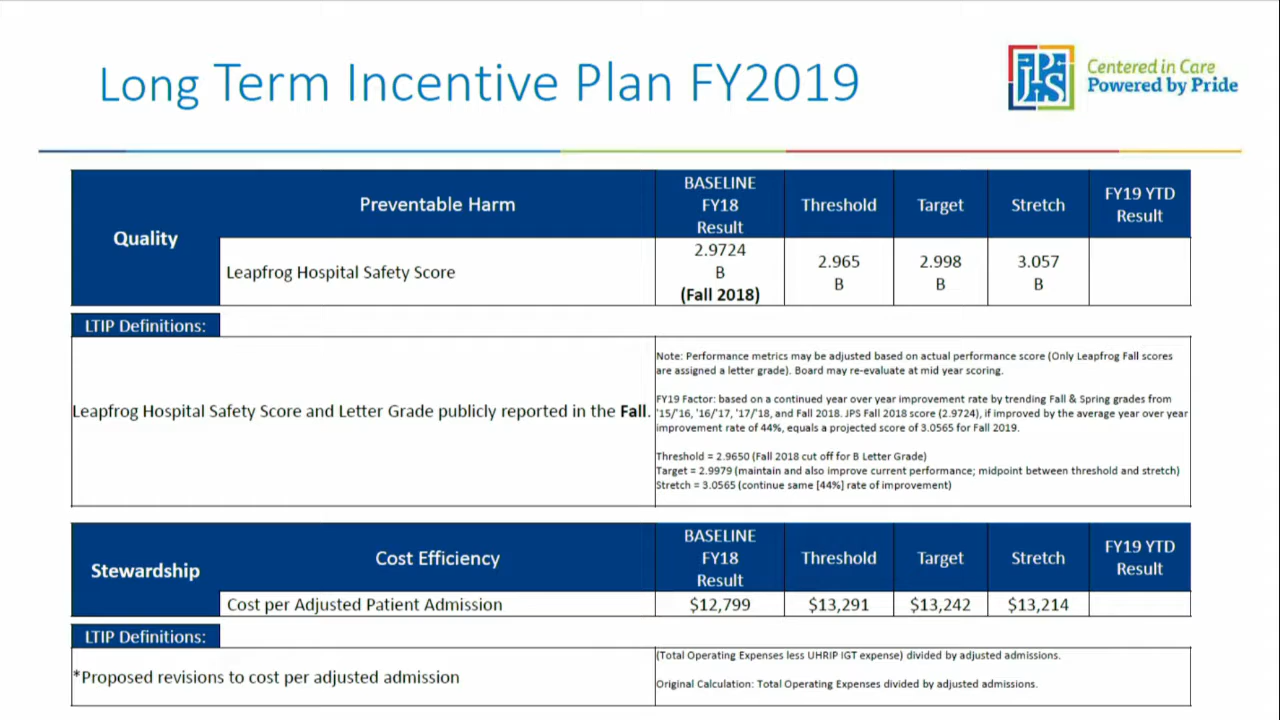 Long Term Incentive Plan FY2019
JPS
Centered in Care
Powered by Pride
Quality
Preventable Harm
BASELINE
FY18
Result
Threshold
Target
Stretch
FY19 YTD
Result
Leapfrog Hospital Safety Score
2.9724
B
(Fall 2018)
2.965
B
2.998
B
3.057
B
LTIP Definitions:
Leapfrog Hospital Safety Score and Letter Grade publicly reported in the Fall.
Note: Performance metrics may be adjusted based on actual performance score (Only Leapfrog Fall scores
are assigned a letter grade). Board may re-evaluate at mid year scoring.
FY19 Factor: based on a continued year over year improvement rate by trending Fall & Spring grades from
'15/'16, '16/'17, '17/'18, and Fall 2018. JPS Fall 2018 score (2.9724), if improved by the average year over year
improvement rate of 44%, equals a projected score of 3.0565 for Fall 2019.
Threshold = 2.9650 (Fall 2018 cut off for B Letter Grade)
Target = 2.9979 (maintain and also improve current performance; midpoint between threshold and stretch)
Stretch = 3.0565 (continue same [44%] rate of improvement)
Stewardship
Cost Efficiency
BASELINE
FY18
Result
Threshold
Target
Stretch
FY19 YTD
Result
Cost per Adjusted Patient Admission
$12,799
$13,291
$13,242
$13,214
LTIP Definitions:
*Proposed revisions to cost per adjusted admission
(Total Operating Expenses less UHRIP IGT expense) divided by adjusted admissions.
Original Calculation: Total Operating Expenses divided by adjusted admissions.